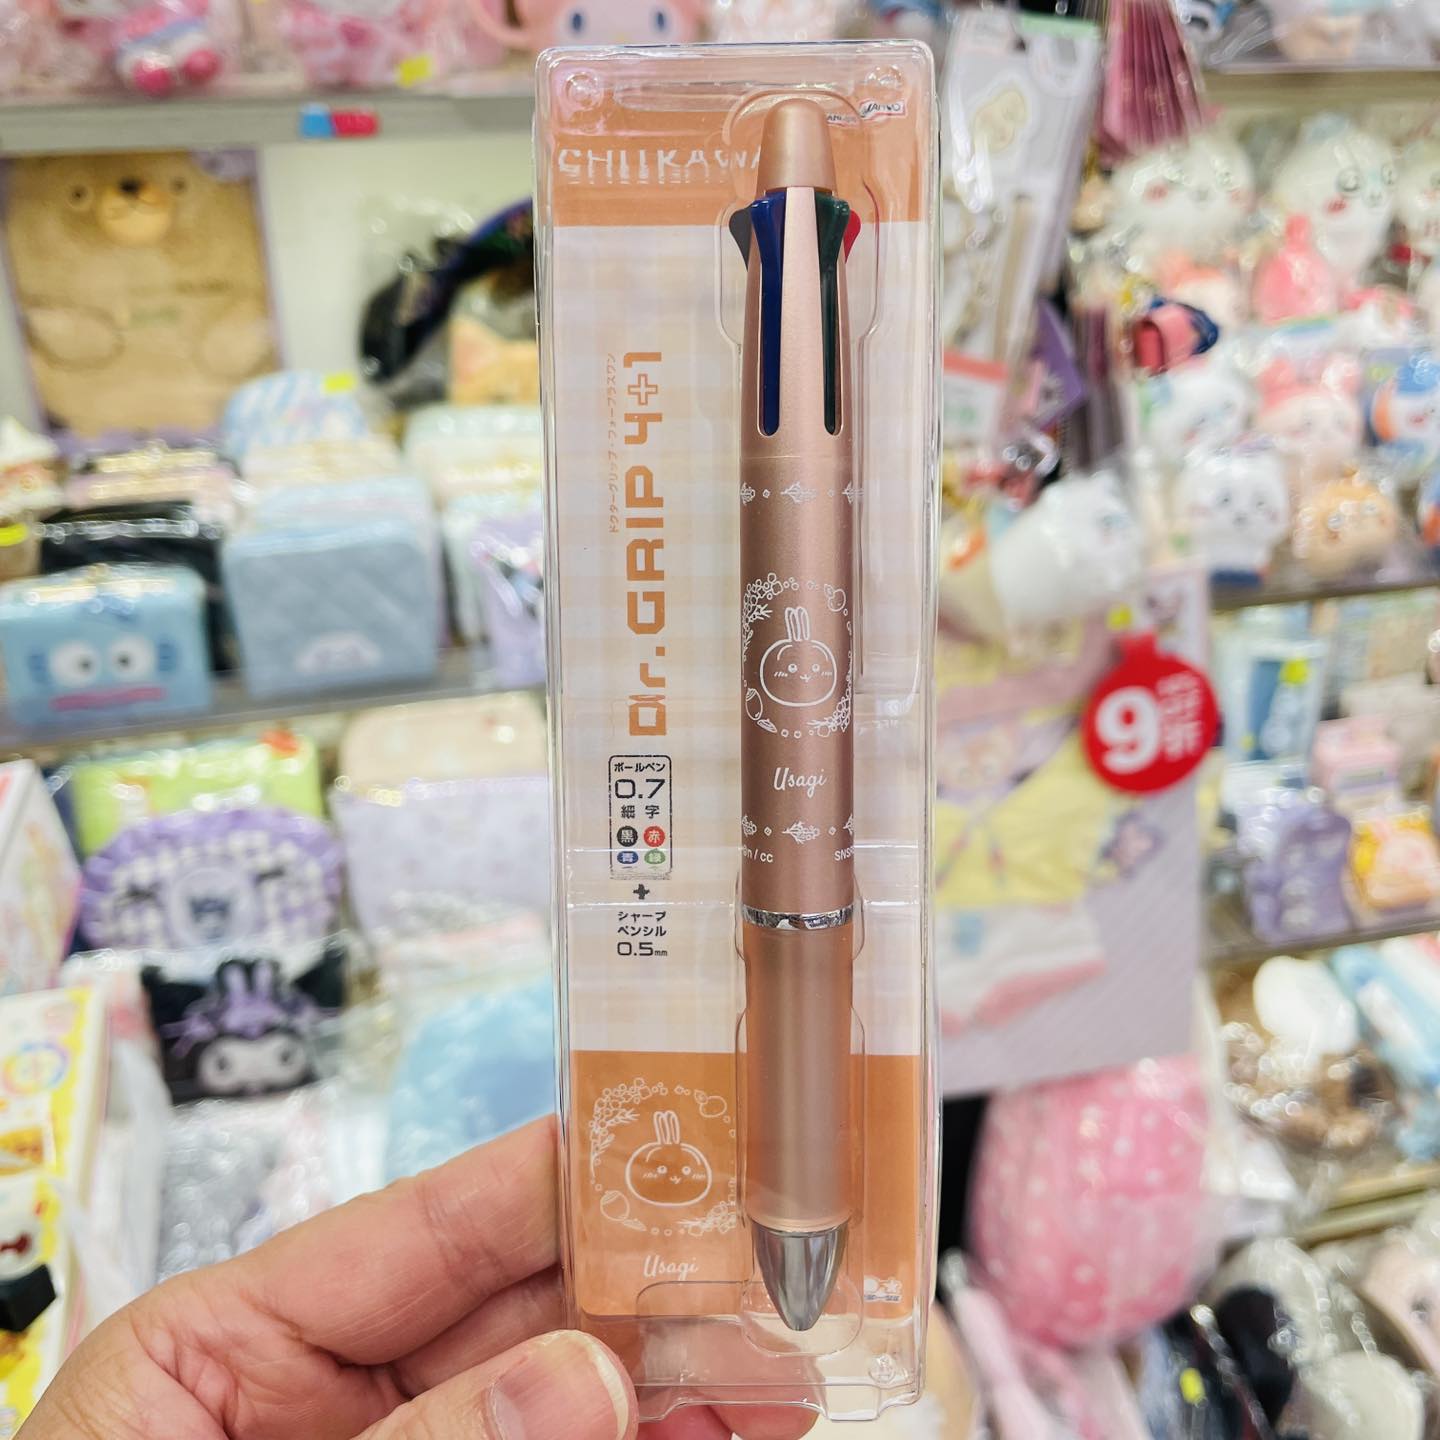 CHIIKAWA
Dr.GRIP 4+1
ドクターグリップ・フォープラスワン
ボールペン
0.7
細字
黒 赤
青 緑
+
シャープ
ペンシル
0.5mm
Usagi
n/cc
Usagi
9